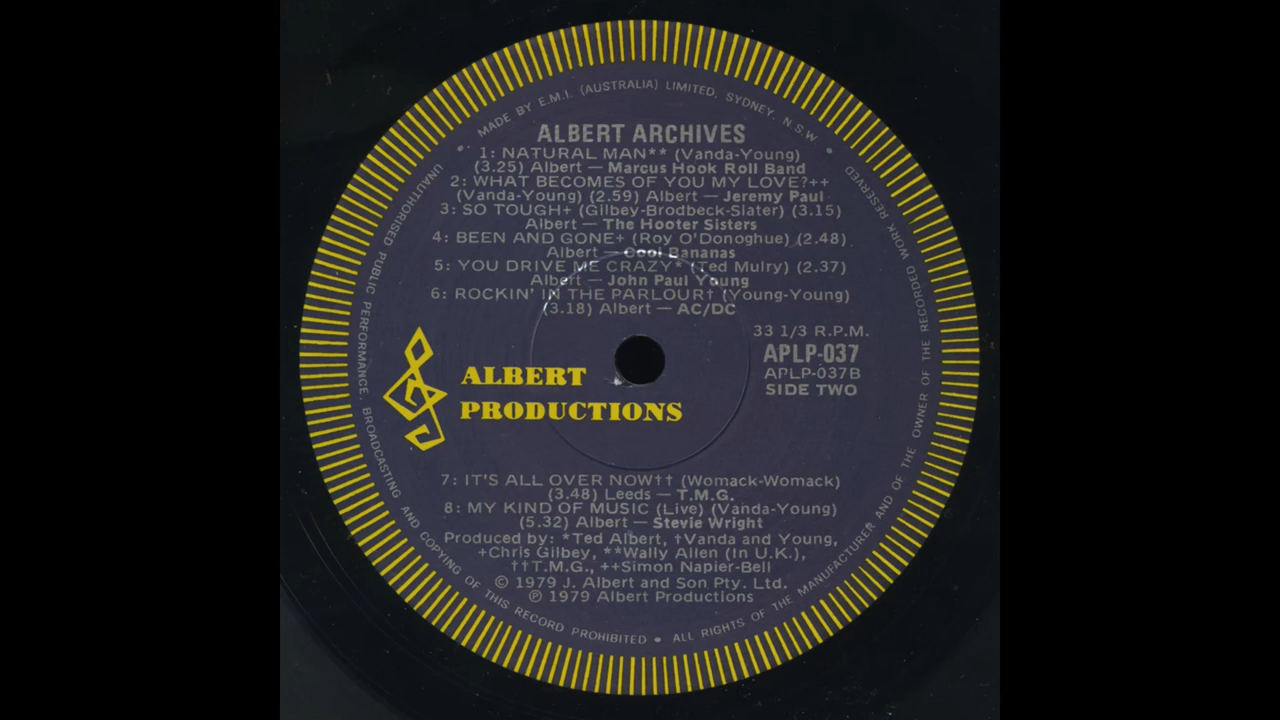 MADE BY E.M.I. (AUSTRALIA) LIMITED, SYDNEY, N.S.W
UNAUTHORISED PUBLIC PERFORMANCE, BROADCASTING AND COPYING OF THIS RECORD PROHIBITED • ALL RIGHTS OF THE MANUFACTURER AND OF THE OWNER OF THE RECORDED WORK RESERVED
ALBERT ARCHIVES
1: NATURAL MAN** (Vanda-Young)
(3.25) Albert — Marcus Hook Roll Band
2: WHAT BECOMES OF YOU MY LOVE?++
(Vanda-Young) (2.59) Albert — Jeremy Paul
3: SO TOUGH+ (Gilbey-Brodbeck-Slater) (3.15)
Albert — The Hooter Sisters
4: BEEN AND GONE+ (Roy O'Donoghue) (2.48)
Albert — Cool Bananas
5: YOU DRIVE ME CRAZY* (Ted Mulry) (2.37)
Albert — John Paul Young
6: ROCKIN' IN THE PARLOUR† (Young-Young)
(3.18) Albert — AC/DC
33 1/3 R.P.M.
APLP-037
APLP-037B
SIDE TWO
ALBERT
PRODUCTIONS
7: IT'S ALL OVER NOW†† (Womack-Womack)
(3.48) Leeds — T.M.G.
8: MY KIND OF MUSIC (Live) (Vanda-Young)
(5.32) Albert — Stevie Wright
Produced by: *Ted Albert, †Vanda and Young,
+Chris Gilbey, **Wally Allen (In U.K.),
††T.M.G., ++Simon Napier-Bell
© 1979 J. Albert and Son Pty. Ltd.
℗ 1979 Albert Productions